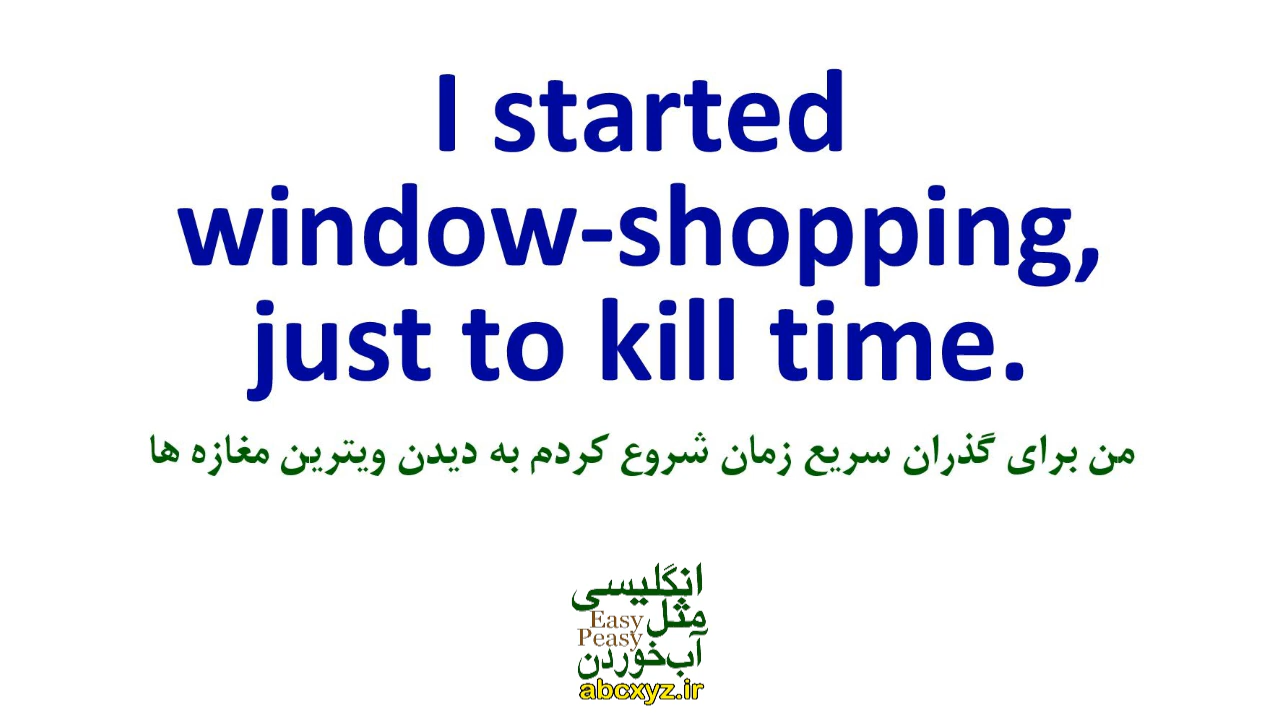 I started
window-shopping,
just to kill time.
من برای گذران سریع زمان شروع کردم به دیدن ویترین مغازه ها
انگلیسی
مثل
Easy
Peasy
آب‌خوردن
abcxyz.ir